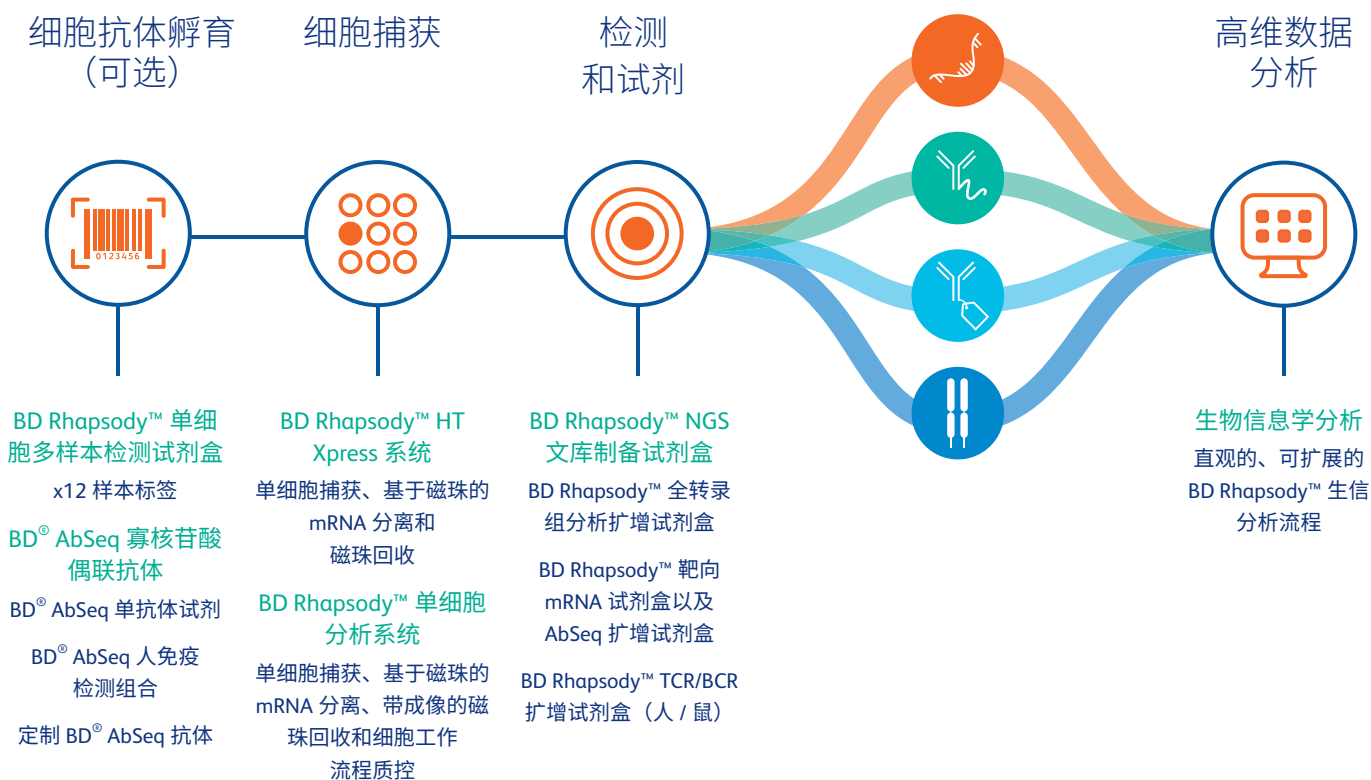 细胞抗体孵育
（可选）
细胞捕获
检测
和试剂
高维数据
分析
0123456
BD Rhapsody™ 单细
胞多样本检测试剂盒
x12 样本标签
BD® AbSeq 寡核苷酸
偶联抗体
BD® AbSeq 单抗体试剂
BD® AbSeq 人免疫
检测组合
定制 BD® AbSeq 抗体
BD Rhapsody™ HT
Xpress 系统
单细胞捕获、基于磁珠的
mRNA 分离和
磁珠回收
BD Rhapsody™ 单细胞
分析系统
单细胞捕获、基于磁珠的
mRNA 分离、带成像的磁
珠回收和细胞工作
流程质控
BD Rhapsody™ NGS
文库制备试剂盒
BD Rhapsody™ 全转录
组分析扩增试剂盒
BD Rhapsody™ 靶向
mRNA 试剂盒以及
AbSeq 扩增试剂盒
BD Rhapsody™ TCR/BCR
扩增试剂盒（人 / 鼠）
生物信息学分析
直观的、可扩展的
BD Rhapsody™ 生信
分析流程